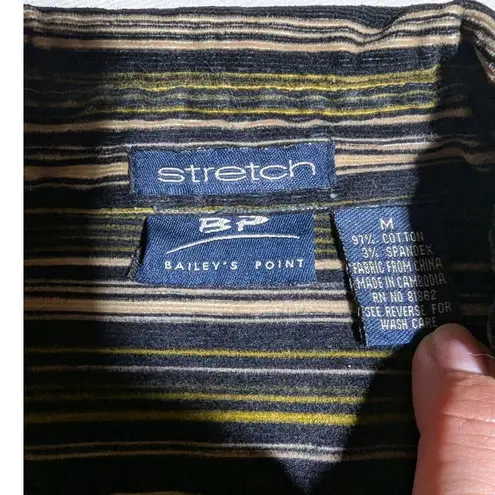 stretch
BP
BAILEY'S POINT
M
97% COTTON
3% SPANDEX
FABRIC FROM CHINA
MADE IN CAMBODIA
RN NO 81862
SEE REVERSE FOR
WASH CARE